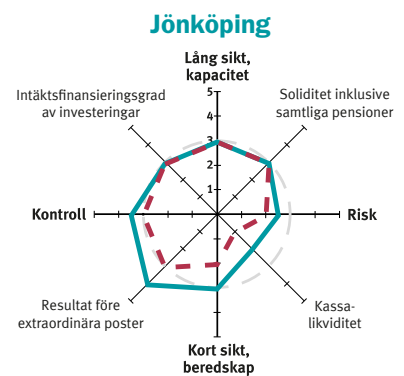 Jönköping
Lång sikt,
kapacitet
Intäktsfinansieringsgrad
av investeringar
Soliditet inklusive
samtliga pensioner
5
4
3
2
1
Kontroll
Risk
Resultat före
extraordinära poster
Kassa-
likviditet
Kort sikt,
beredskap